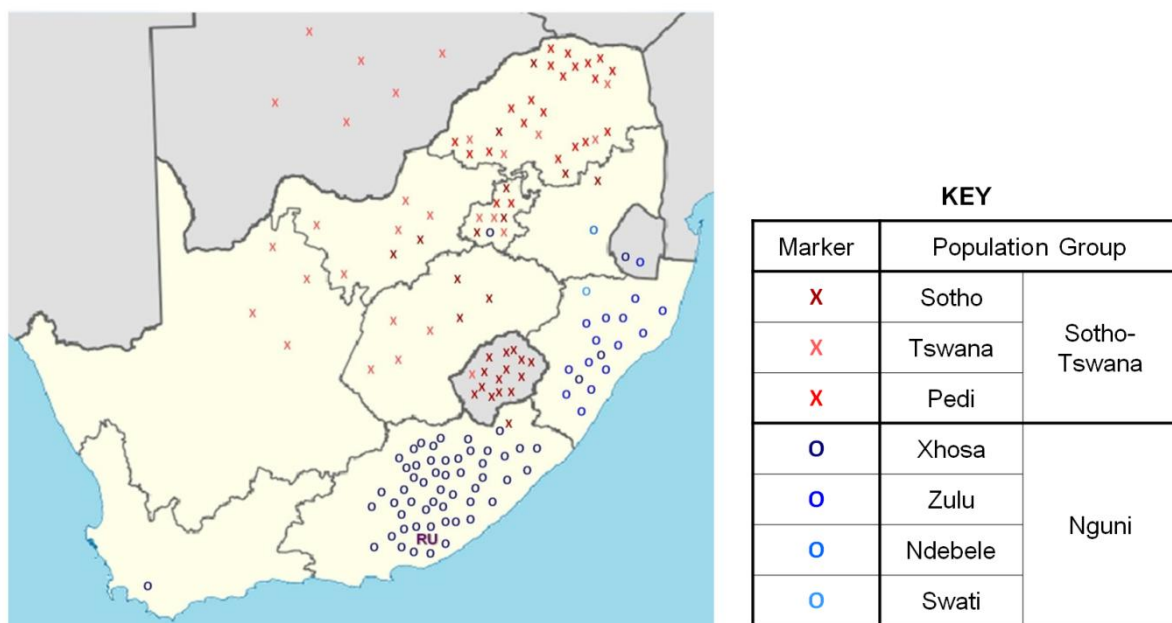 RU
KEY
Marker Population Group
X Sotho
X Tswana
X Pedi
Sotho-
Tswana
O Xhosa
O Zulu
O Ndebele
O Swati
Nguni